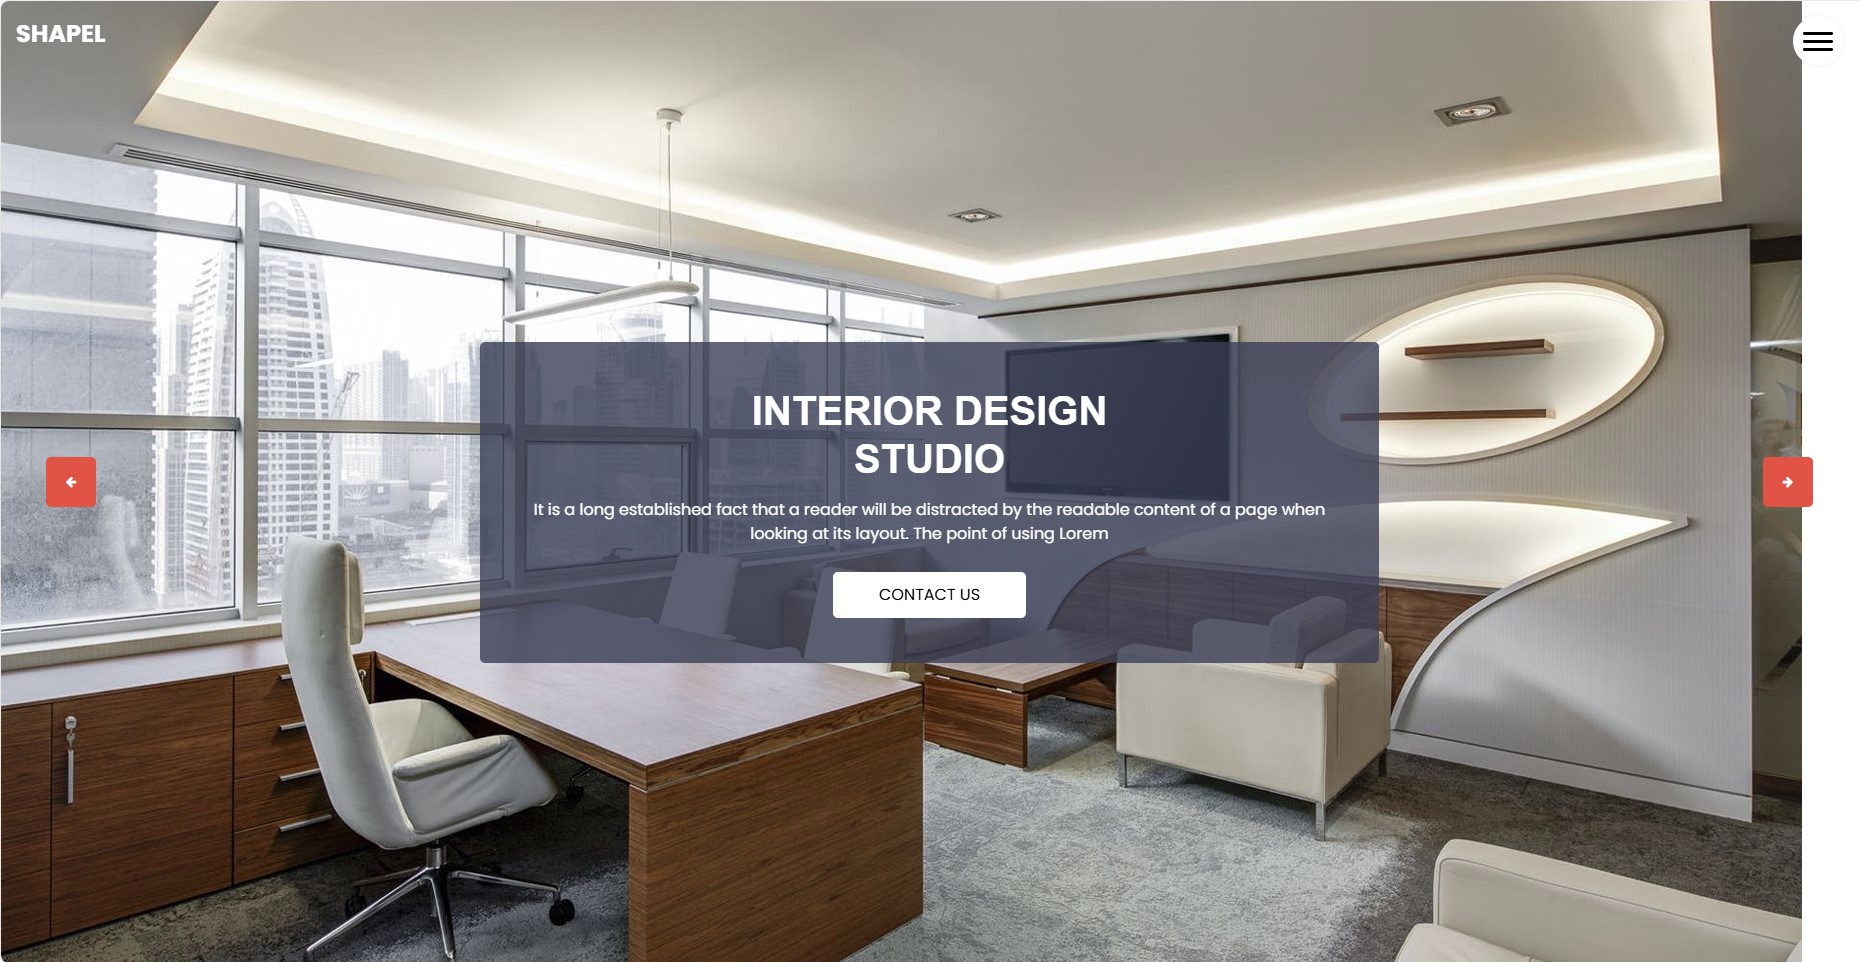 SHAPEL
INTERIOR DESIGN
STUDIO
It is a long established fact that a reader will be distracted by the readable content of a page when
looking at its layout. The point of using Lorem
CONTACT US